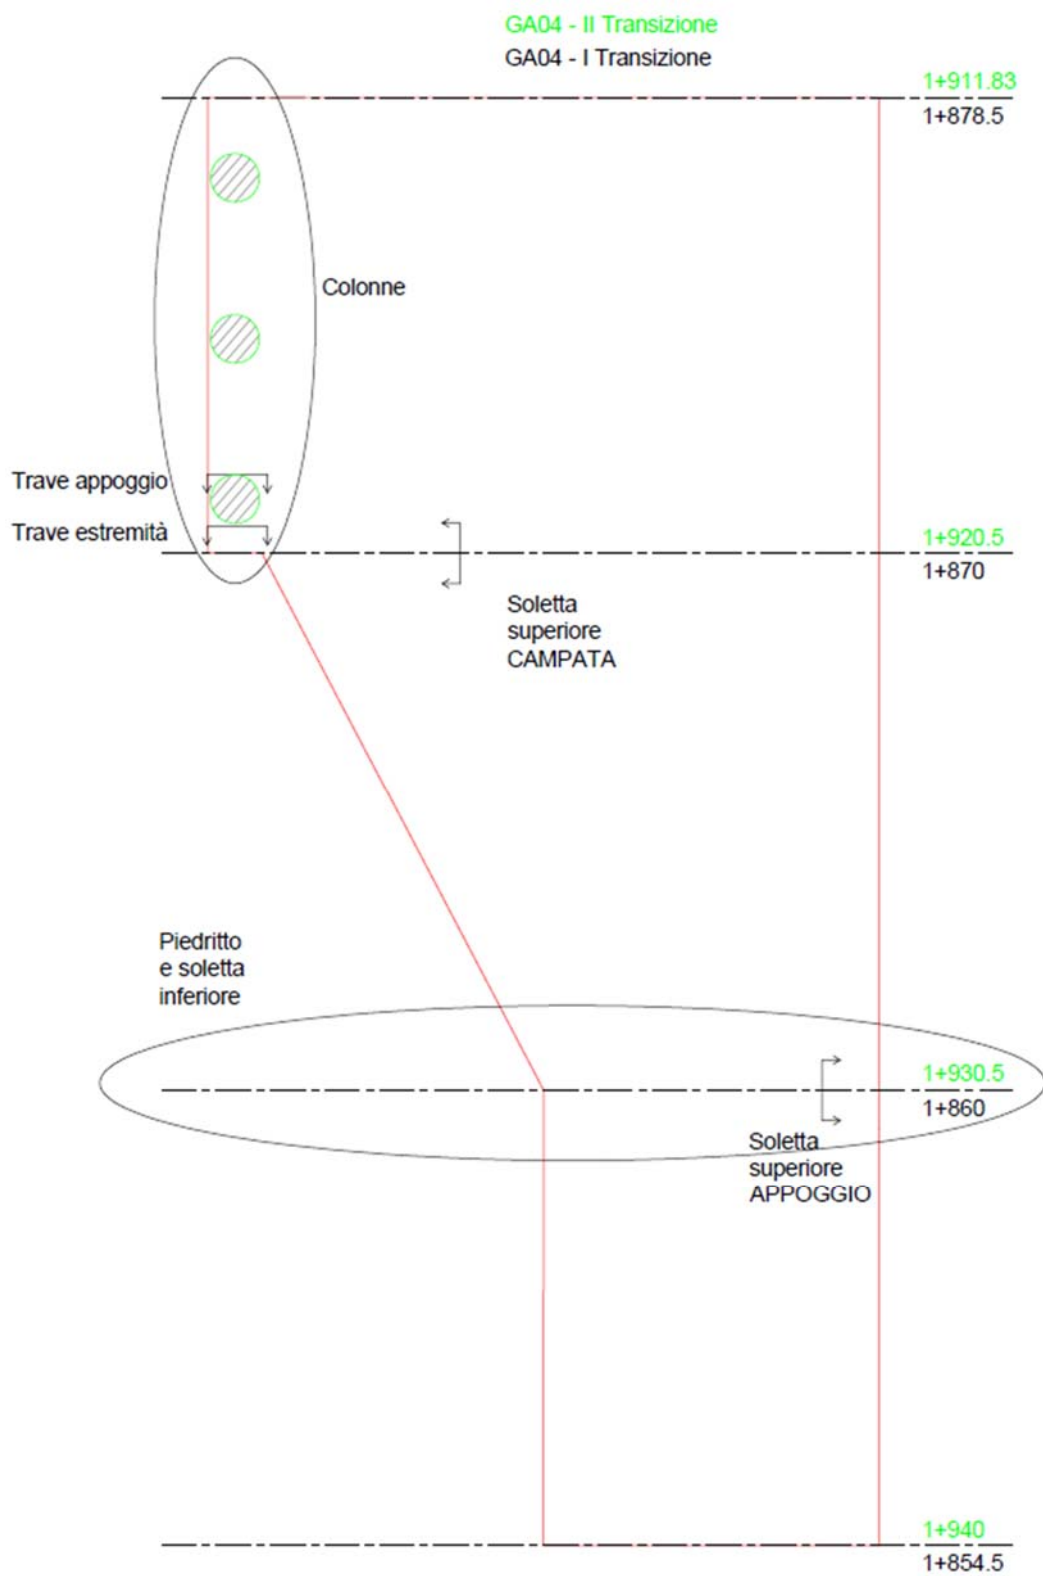 GA04 - II Transizione
GA04 - I Transizione
1+911.83
1+878.5
Colonne
Trave appoggio
Trave estremità
1+920.5
1+870
Soletta
superiore
CAMPATA
Piedritto
e soletta
inferiore
1+930.5
1+860
Soletta
superiore
APPOGGIO
1+940
1+854.5